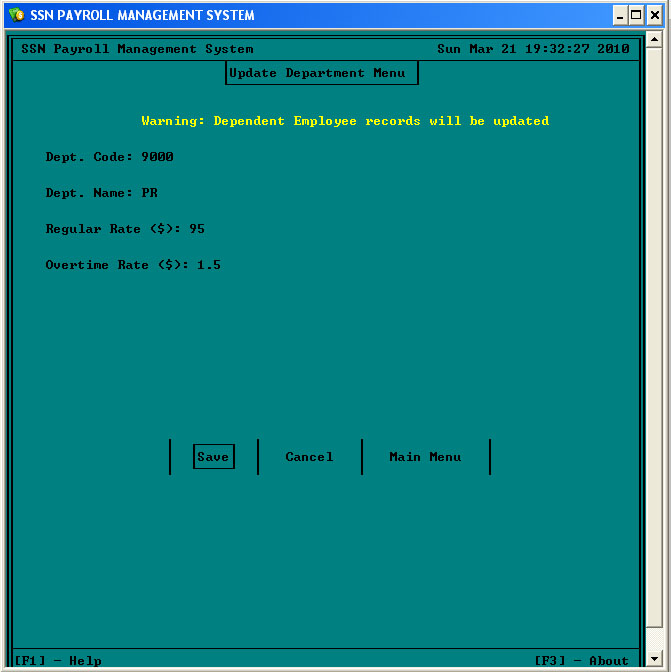 SSN PAYROLL MANAGEMENT SYSTEM
SSN Payroll Management System Sun Mar 21 19:32:27 2010
Update Department Menu
Warning: Dependent Employee records will be updated
Dept. Code: 9000
Dept. Name: PR
Regular Rate ($): 95
Overtime Rate ($): 1.5
Save Cancel Main Menu
[F1] - Help [F3] - About